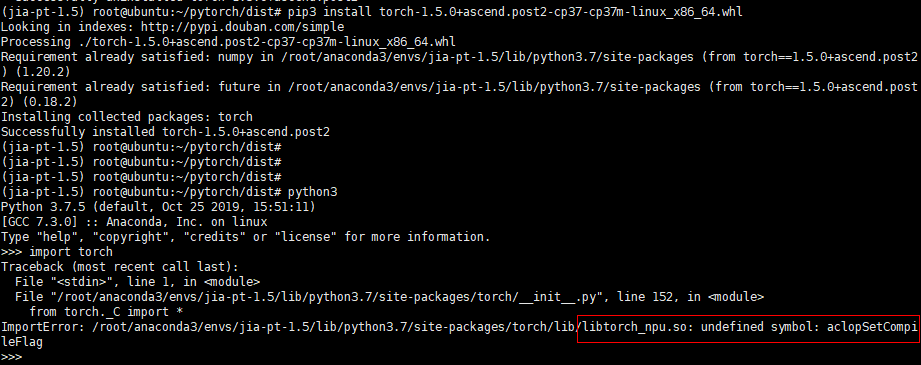 (jia-pt-1.5) root@ubuntu:~/pytorch/dist# pip3 install torch-1.5.0+ascend.post2-cp37-cp37m-linux_x86_64.whl
Looking in indexes: http://pypi.douban.com/simple
Processing ./torch-1.5.0+ascend.post2-cp37-cp37m-linux_x86_64.whl
Requirement already satisfied: numpy in /root/anaconda3/envs/jia-pt-1.5/lib/python3.7/site-packages (from torch==1.5.0+ascend.post2
) (1.20.2)
Requirement already satisfied: future in /root/anaconda3/envs/jia-pt-1.5/lib/python3.7/site-packages (from torch==1.5.0+ascend.post
2) (0.18.2)
Installing collected packages: torch
Successfully installed torch-1.5.0+ascend.post2
(jia-pt-1.5) root@ubuntu:~/pytorch/dist#
(jia-pt-1.5) root@ubuntu:~/pytorch/dist#
(jia-pt-1.5) root@ubuntu:~/pytorch/dist#
(jia-pt-1.5) root@ubuntu:~/pytorch/dist# python3
Python 3.7.5 (default, Oct 25 2019, 15:51:11)
[GCC 7.3.0] :: Anaconda, Inc. on linux
Type "help", "copyright", "credits" or "license" for more information.
>>> import torch
Traceback (most recent call last):
  File "<stdin>", line 1, in <module>
  File "/root/anaconda3/envs/jia-pt-1.5/lib/python3.7/site-packages/torch/__init__.py", line 152, in <module>
    from torch._C import *
ImportError: /root/anaconda3/envs/jia-pt-1.5/lib/python3.7/site-packages/torch/lib/libtorch_npu.so: undefined symbol: aclopSetCompi
leFlag
>>>